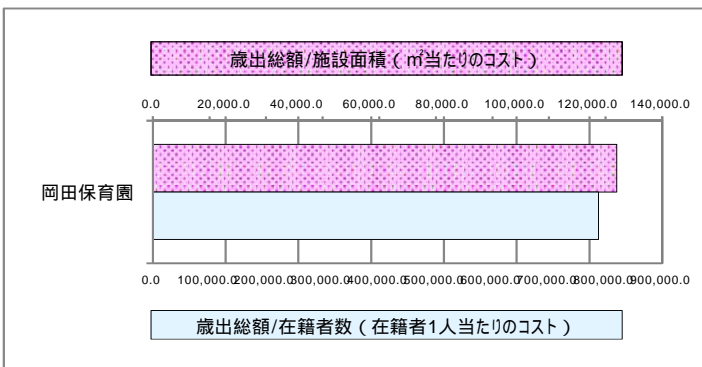 歳出総額/施設面積(㎡当たりのコスト)
0.0 20,000.0 40,000.0 60,000.0 80,000.0 100,000.0 120,000.0 140,000.0
岡田保育園
0.0 100,000.0 200,000.0 300,000.0 400,000.0 500,000.0 600,000.0 700,000.0 800,000.0 900,000.0
歳出総額/在籍者数(在籍者1人当たりのコスト)